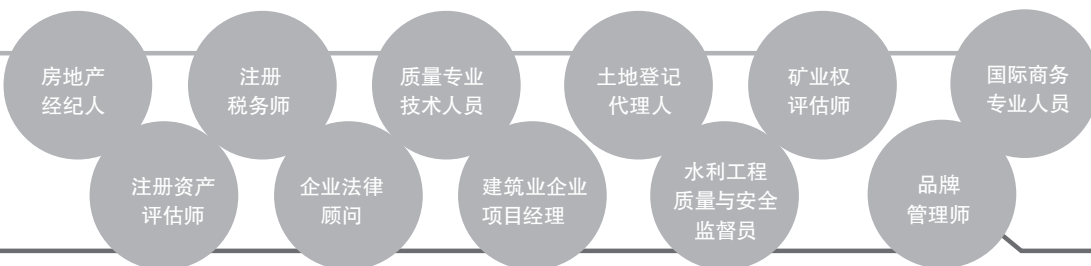 房地产
经纪人
注册
税务师
质量专业
技术人员
土地登记
代理人
矿业权
评估师
国际商务
专业人员
注册资产
评估师
企业法律
顾问
建筑业企业
项目经理
水利工程
质量与安全
监督员
品牌
管理师